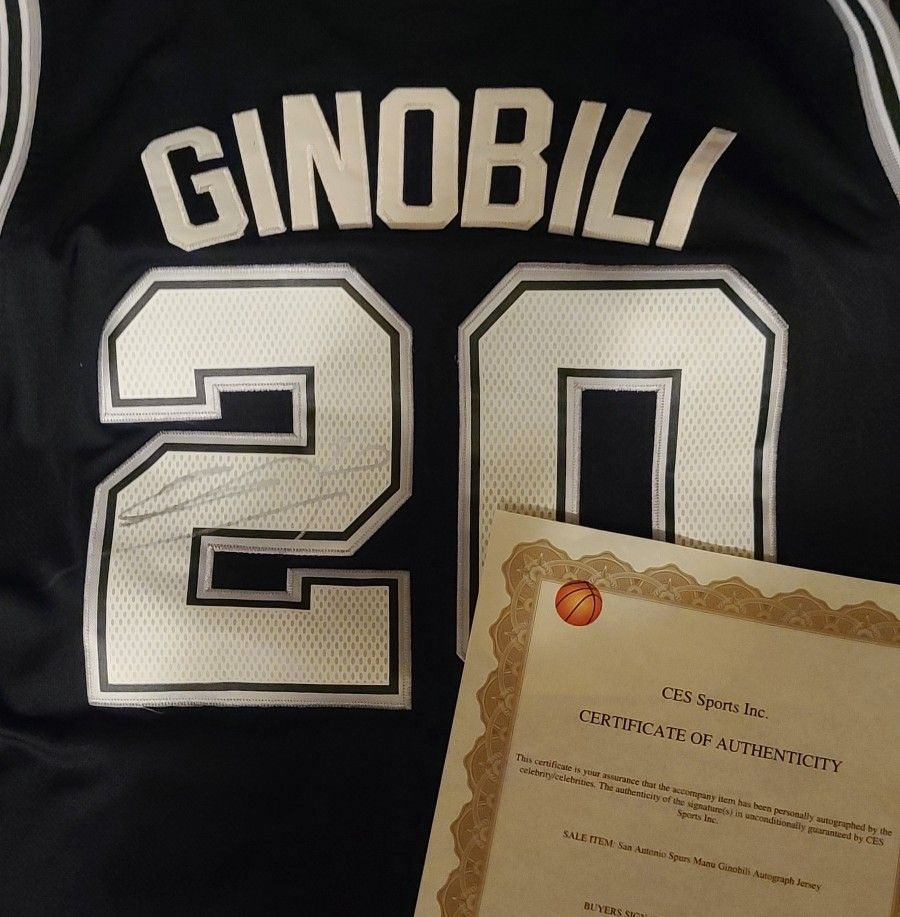 GINOBILI
20
CES Sports Inc.
CERTIFICATE OF AUTHENTICITY
This certificate is your assurance that the accompany item has been personally autographed by the
celebrity/celebrities. The authenticity of the signature(s) in unconditionally guaranteed by CES
Sports Inc.
SALE ITEM: San Antonio Spurs Manu Ginobili Autograph Jersey
BUYERS